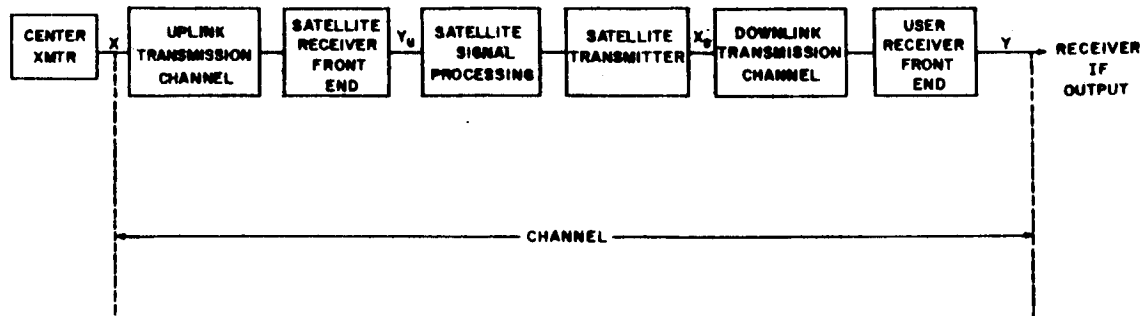 CENTER
XMTR
X
UPLINK
TRANSMISSION
CHANNEL
SATELLITE
RECEIVER
FRONT
END
Yu
SATELLITE
SIGNAL
PROCESSING
SATELLITE
TRANSMITTER
Xs
DOWNLINK
TRANSMISSION
CHANNEL
USER
RECEIVER
FRONT
END
Y
RECEIVER
IF
OUTPUT
CHANNEL